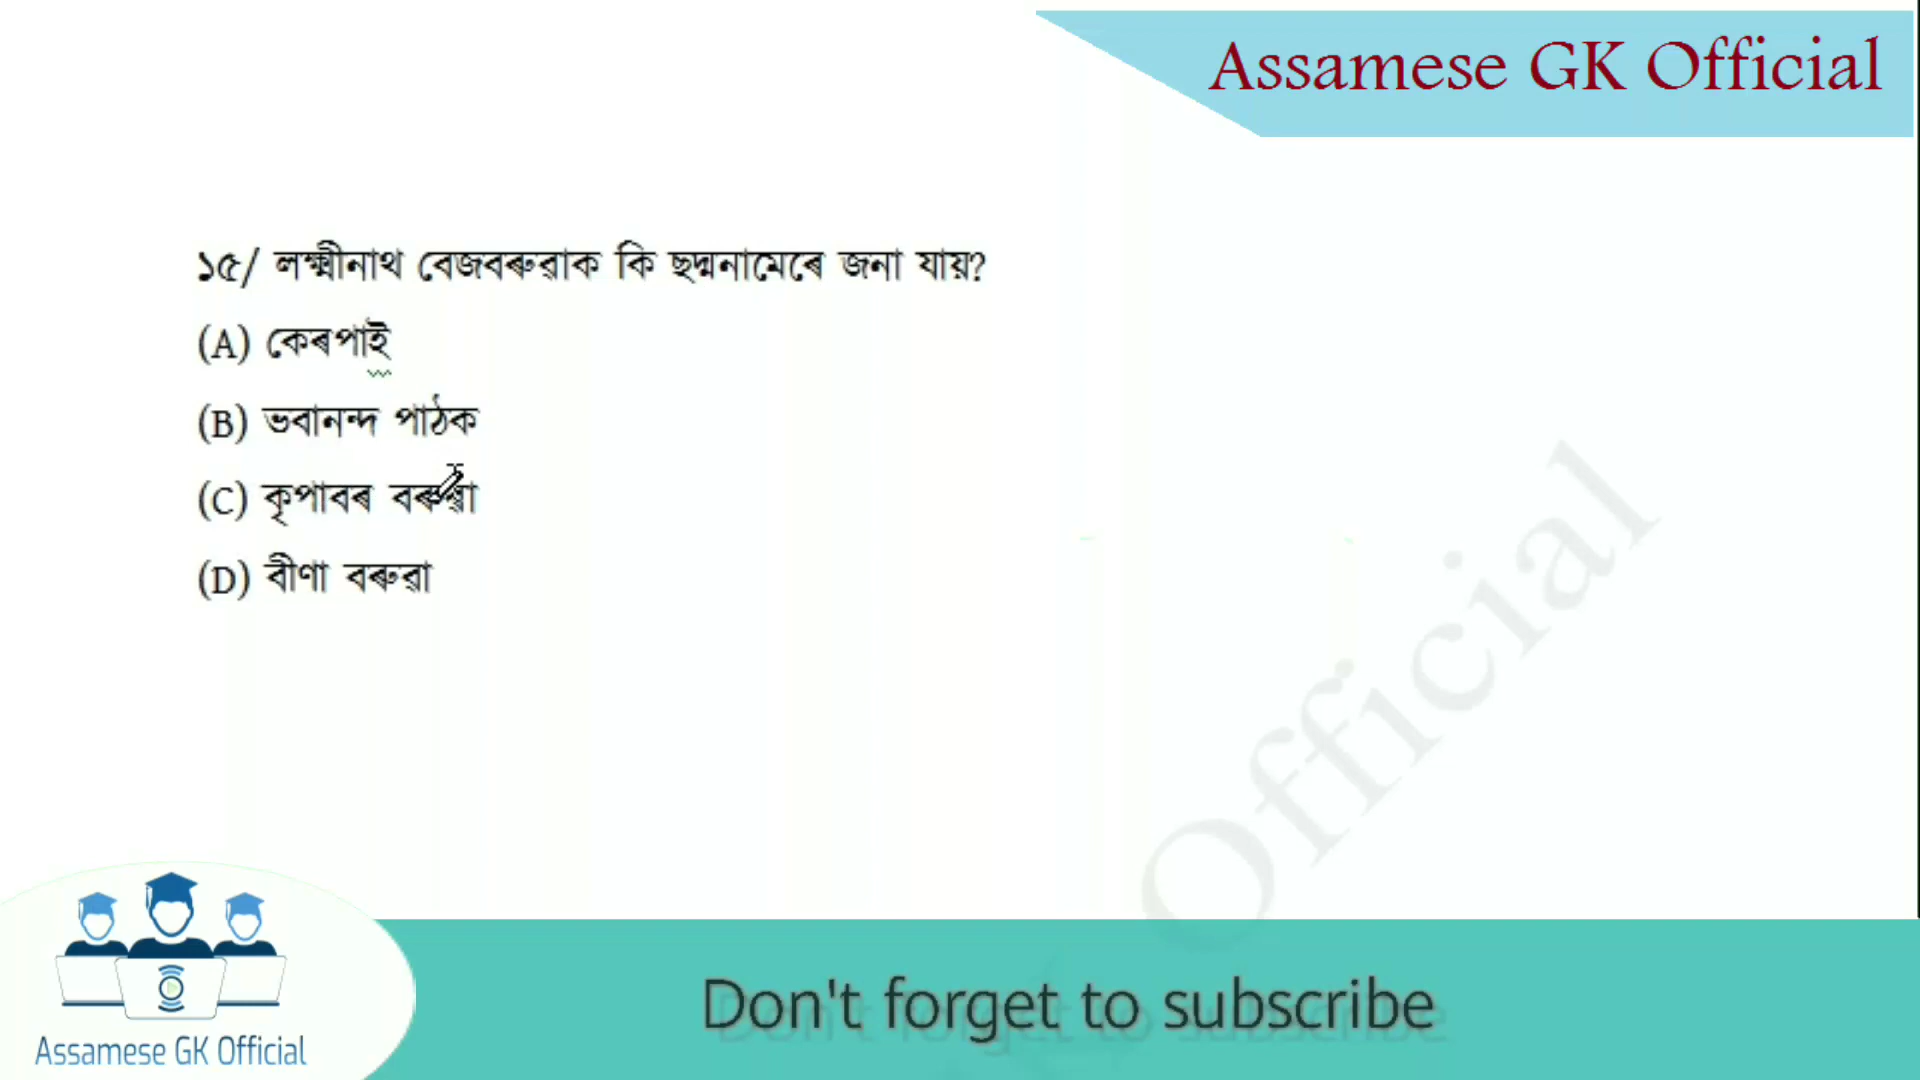 Assamese GK Official
১৫/ লক্ষ্মীনাথ বেজবৰুৱাক কি ছদ্মনামেৰে জনা যায়?
(A) কেৰপাই
(B) ভবানন্দ পাঠক
(C) কৃপাবৰ বৰুৱা
(D) বীণা বৰুৱা
Official
Don't forget to subscribe
Assamese GK Official